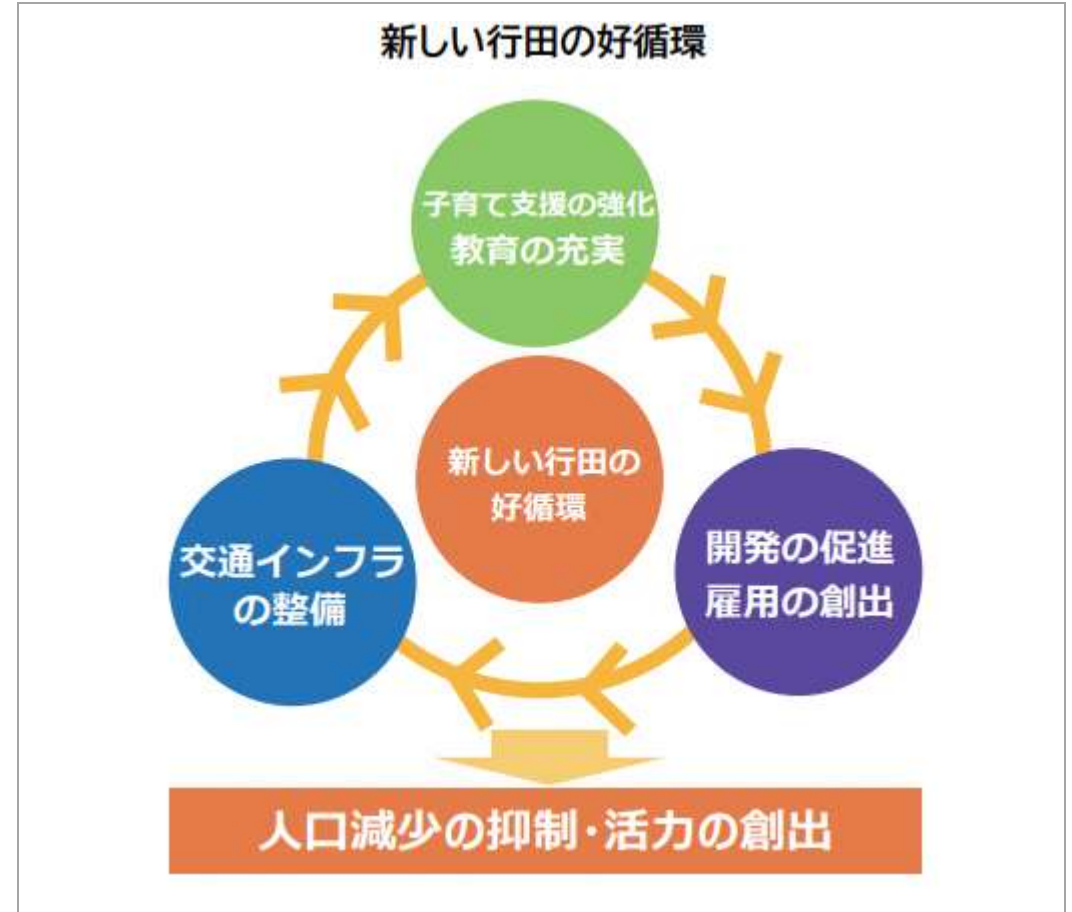 新しい行田の好循環
子育て支援の強化
教育の充実
新しい行田の
好循環
交通インフラ
の整備
開発の促進
雇用の創出
人口減少の抑制・活力の創出